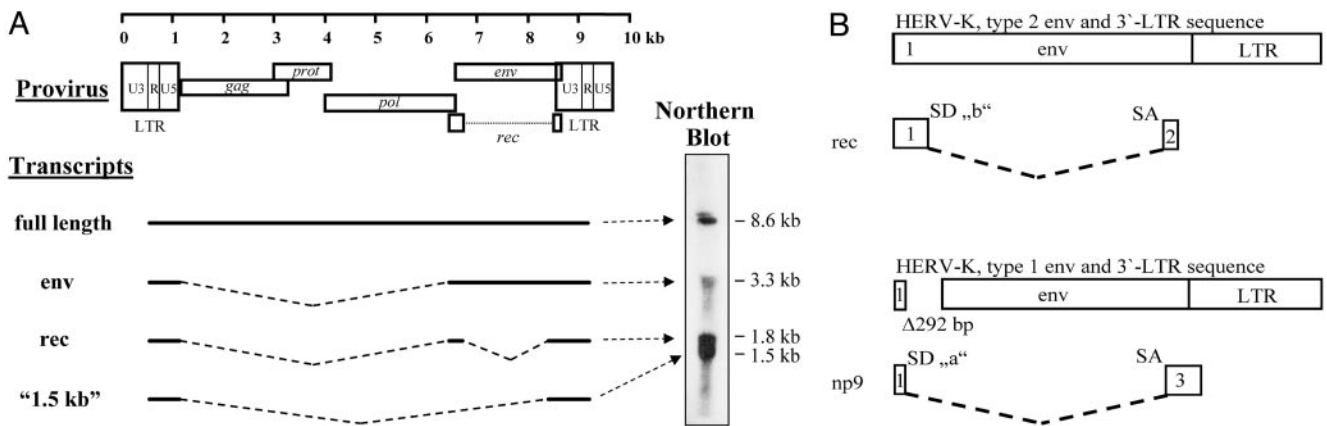 A
0 1 2 3 4 5 6 7 8 9 10 kb
Provirus
U3 R U5
gag
prot
pol
env
U3 R U5
LTR
rec
LTR
Northern
Blot
Transcripts
full length
8.6 kb
env
3.3 kb
rec
1.8 kb
1.5 kb
“1.5 kb”
B
HERV-K, type 2 env and 3`-LTR sequence
1 env LTR
SD „b“ SA
rec 1 2
HERV-K, type 1 env and 3`-LTR sequence
1 env LTR
Δ292 bp
SD „a“ SA
np9 1 3